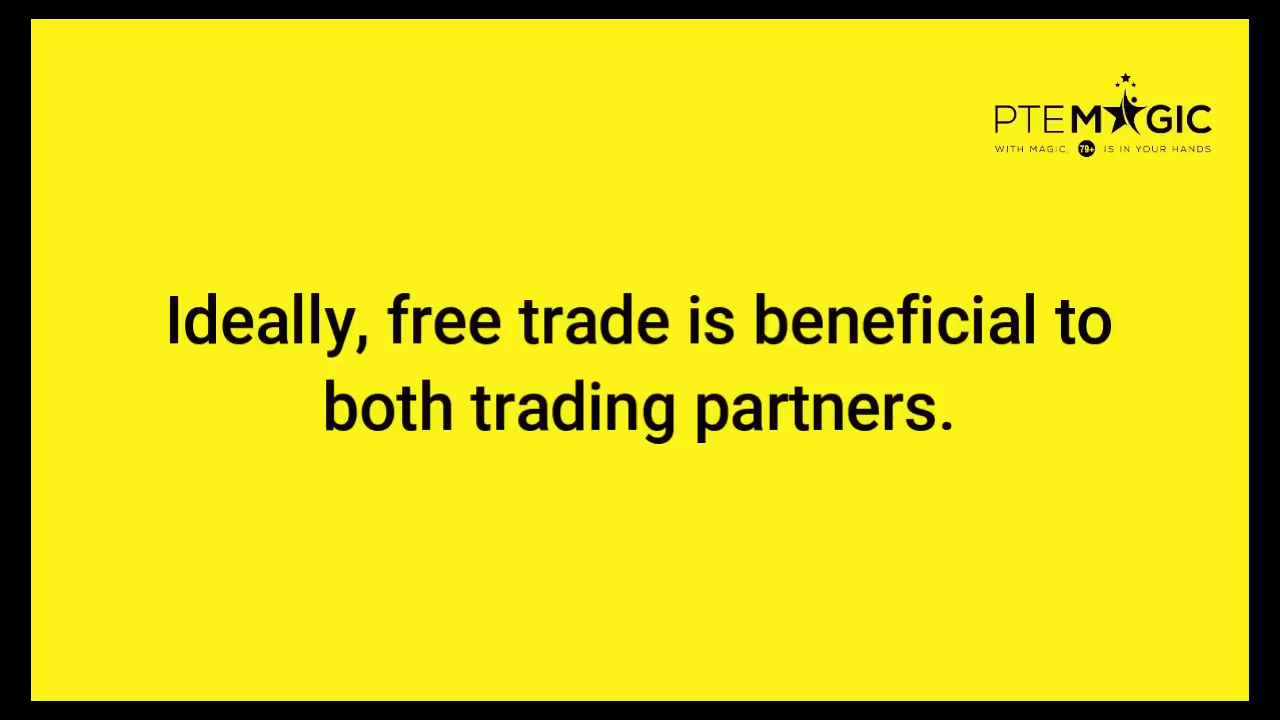 PTEMAGIC
WITH MAGIC, 79+ IS IN YOUR HANDS
Ideally, free trade is beneficial to
both trading partners.